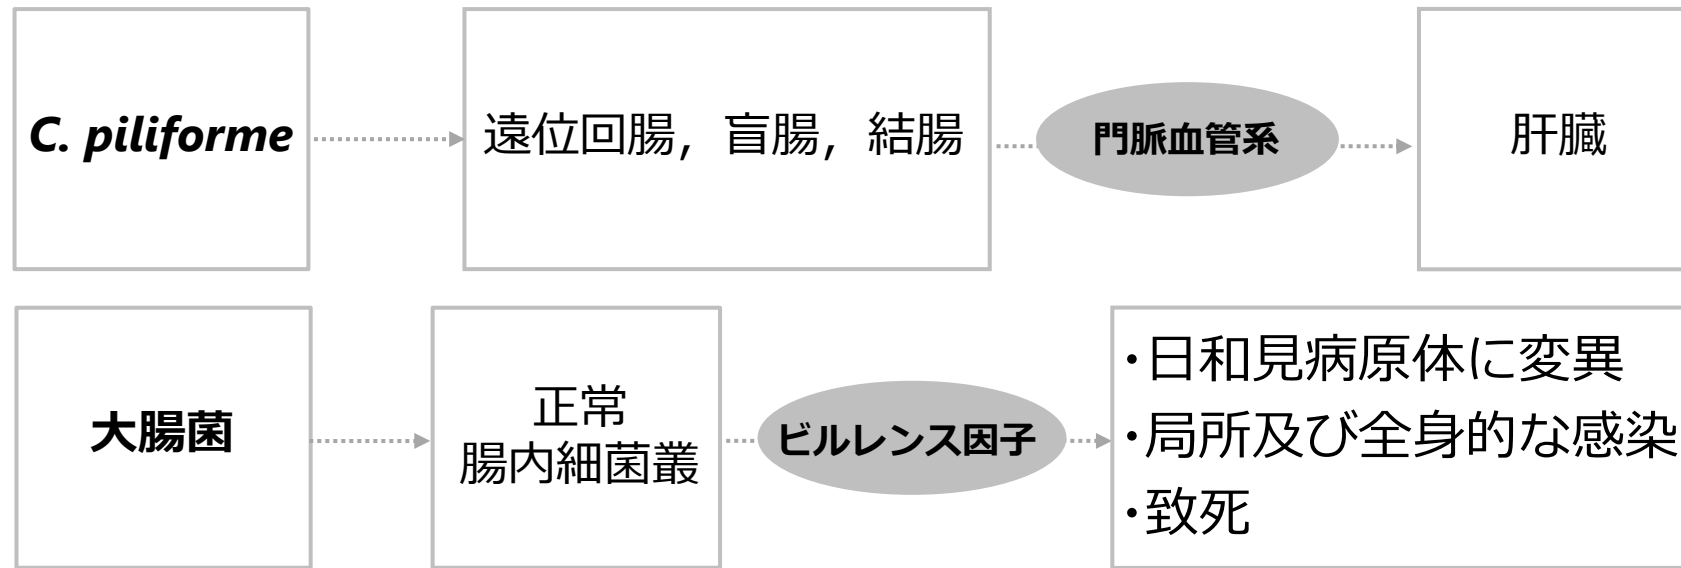 C. piliforme
遠位回腸，盲腸，結腸
門脈血管系
肝臓
大腸菌
正常
腸内細菌叢
ビルレンス因子
・日和見病原体に変異
・局所及び全身的な感染
・致死